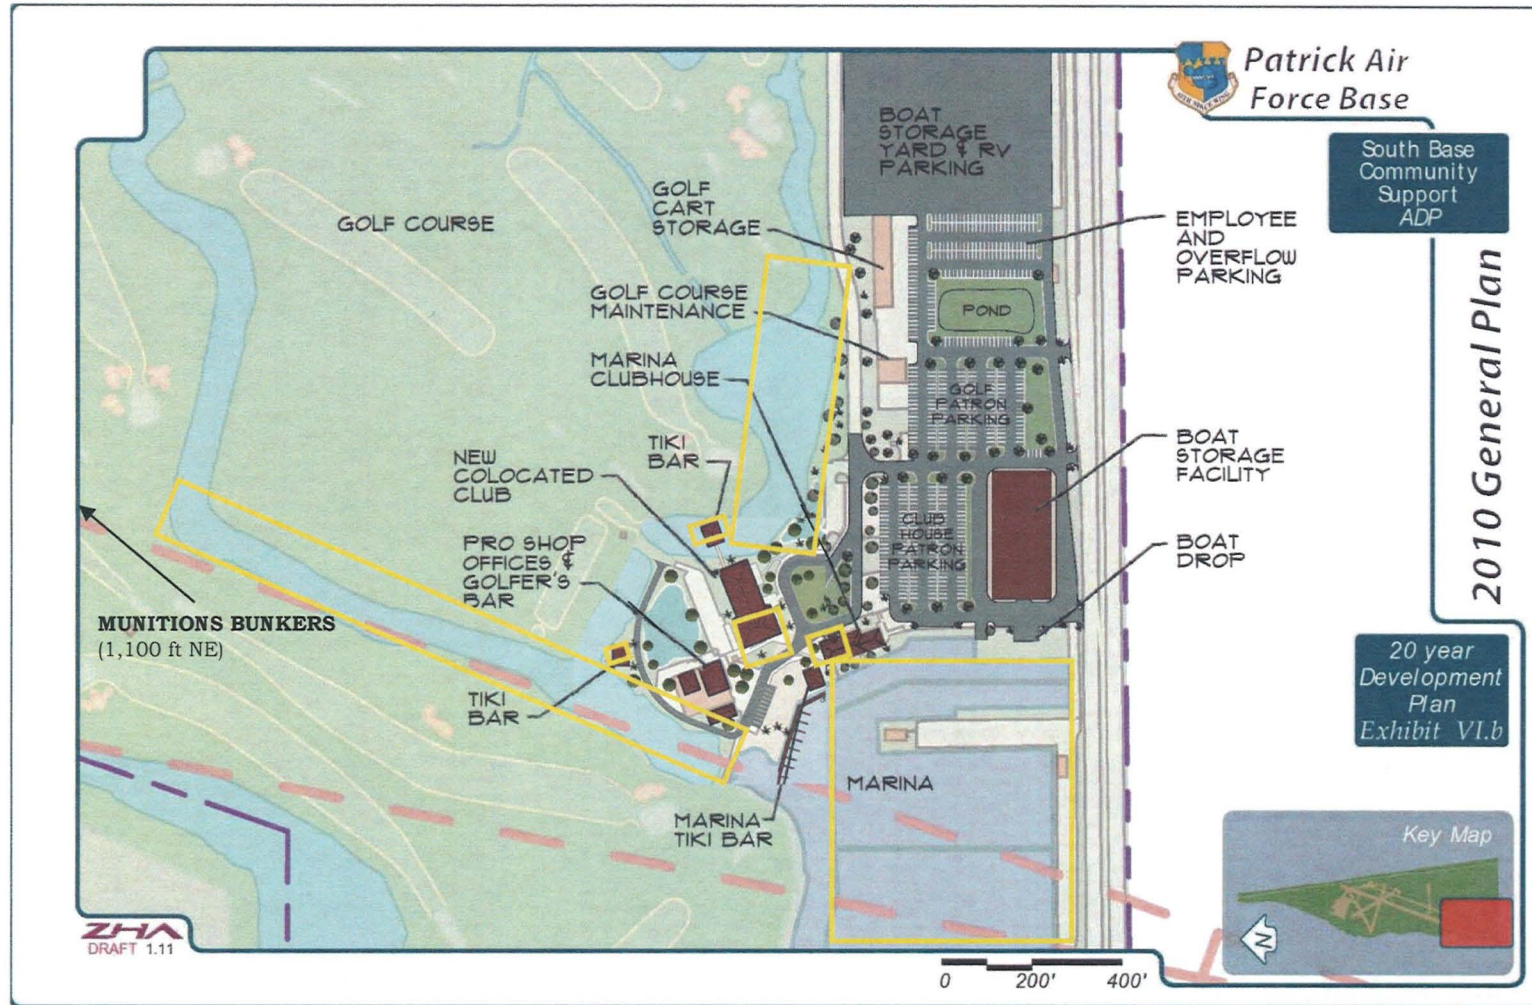 Patrick Air
Force Base
South Base
Community
Support
ADP
2010 General Plan
20 year
Development
Plan
Exhibit VI.b
Key Map
N
BOAT
STORAGE
YARD & RV
PARKING
GOLF
CART
STORAGE
GOLF COURSE
EMPLOYEE
AND
OVERFLOW
PARKING
GOLF COURSE
MAINTENANCE
POND
MARINA
CLUBHOUSE
GOLF
PATRON
PARKING
TIKI
BAR
NEW
COLOCATED
CLUB
BOAT
STORAGE
FACILITY
PRO SHOP
OFFICES &
GOLFER'S
BAR
CLUB
HOUSE
PATRON
PARKING
BOAT
DROP
MUNITIONS BUNKERS
(1,100 ft NE)
TIKI
BAR
MARINA
MARINA
TIKI BAR
ZHA
DRAFT 1.11
0 200' 400'